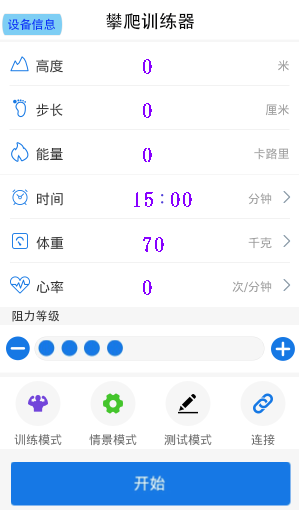 设备信息 攀爬训练器
高度 0 米
步长 0 厘米
能量 0 卡路里
时间 15:00 分钟
体重 70 千克
心率 0 次/分钟
阻力等级
训练模式 情景模式 测试模式 连接
开始